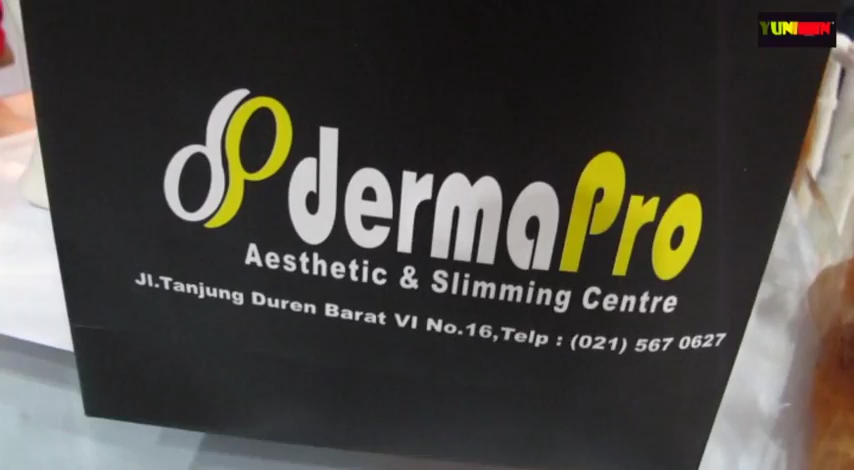 dermaPro
Aesthetic & Slimming Centre
Jl.Tanjung Duren Barat VI No.16,Telp : (021) 567 0627